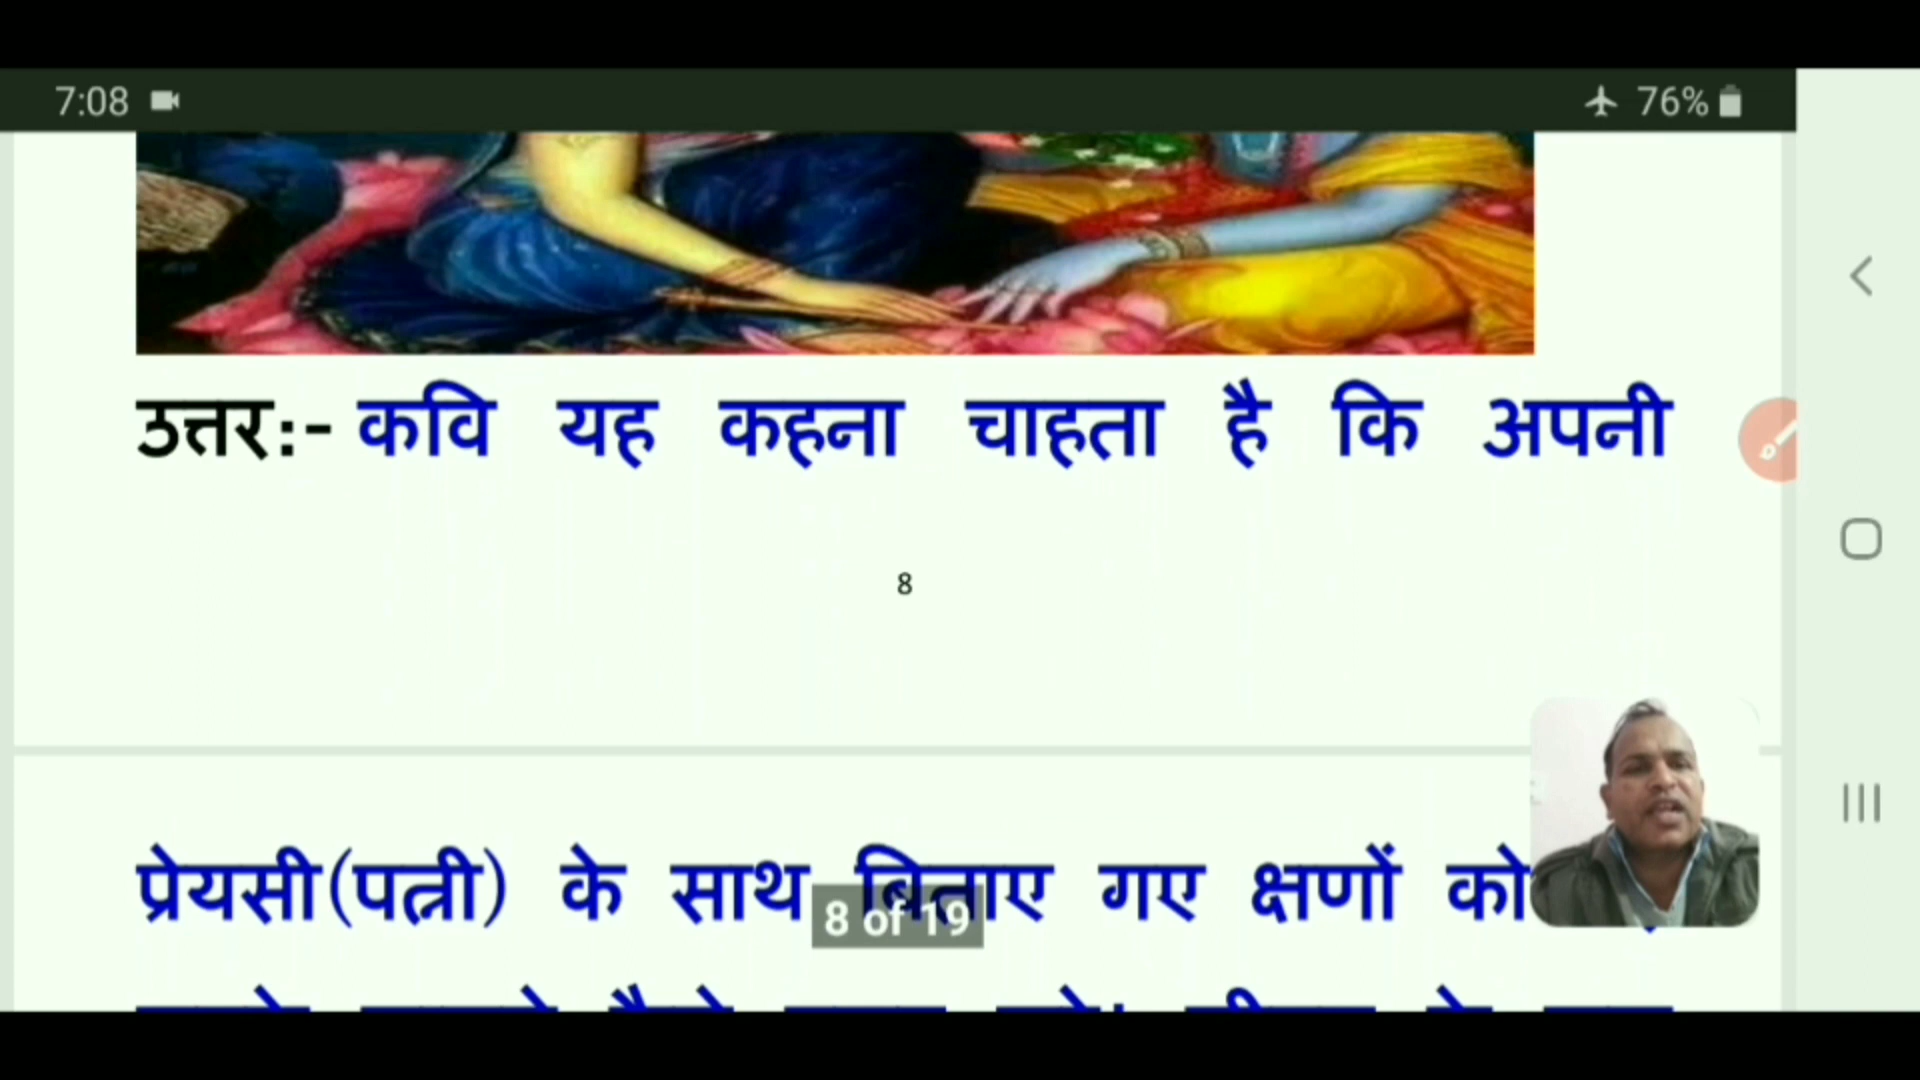 7:08 76%
उत्तर:- कवि यह कहना चाहता है कि अपनी
8
प्रेयसी(पत्नी) के साथ बिताए गए क्षणों को
8 of 19